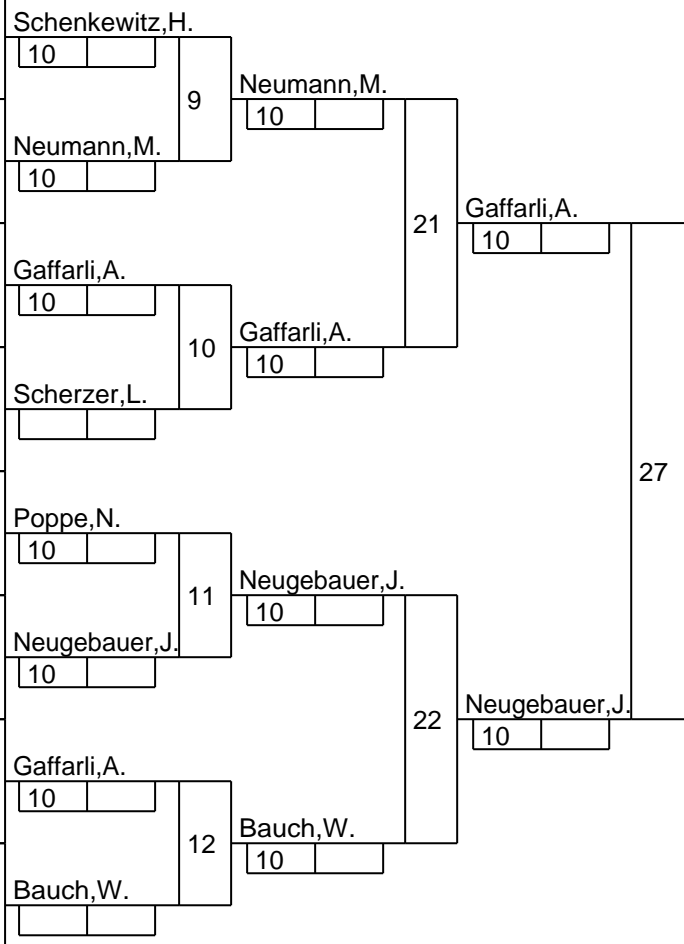 Schenkewitz,H.
10
Neumann,M.
9
10
Neumann,M.
10
Gaffarli,A.
21
10
Gaffarli,A.
10
Gaffarli,A.
10
10
Scherzer,L.
27
Poppe,N.
10
Neugebauer,J.
11
10
Neugebauer,J.
10
Neugebauer,J.
22
10
Gaffarli,A.
10
Bauch,W.
12
10
Bauch,W.